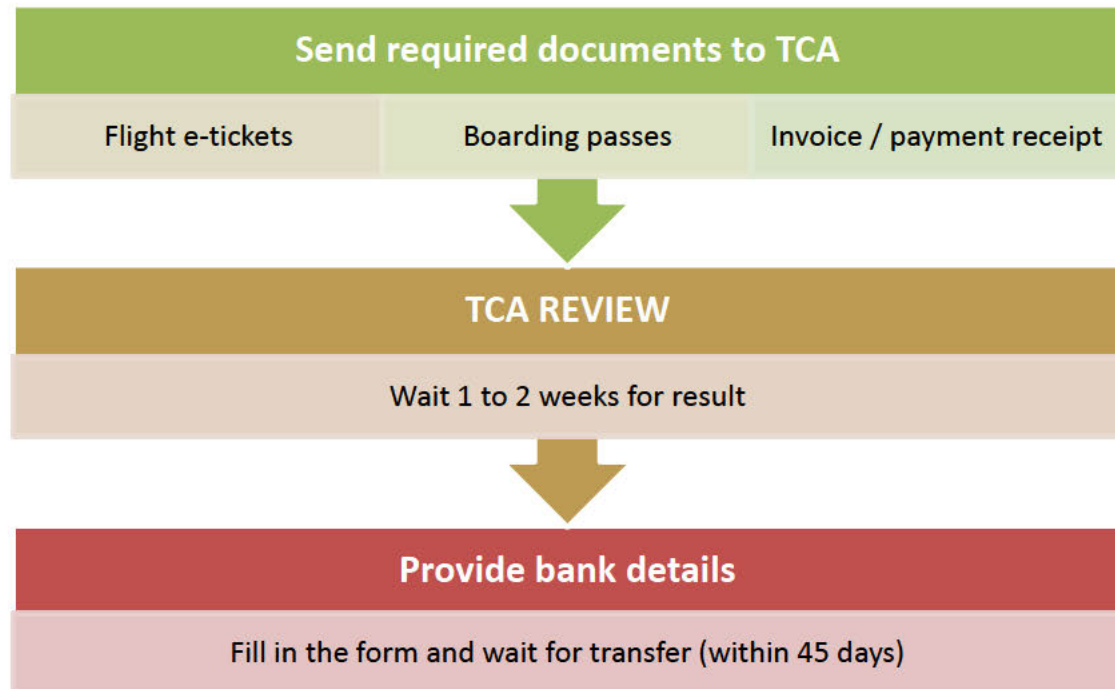 Send required documents to TCA
Flight e-tickets
Boarding passes
Invoice / payment receipt
TCA REVIEW
Wait 1 to 2 weeks for result
Provide bank details
Fill in the form and wait for transfer (within 45 days)